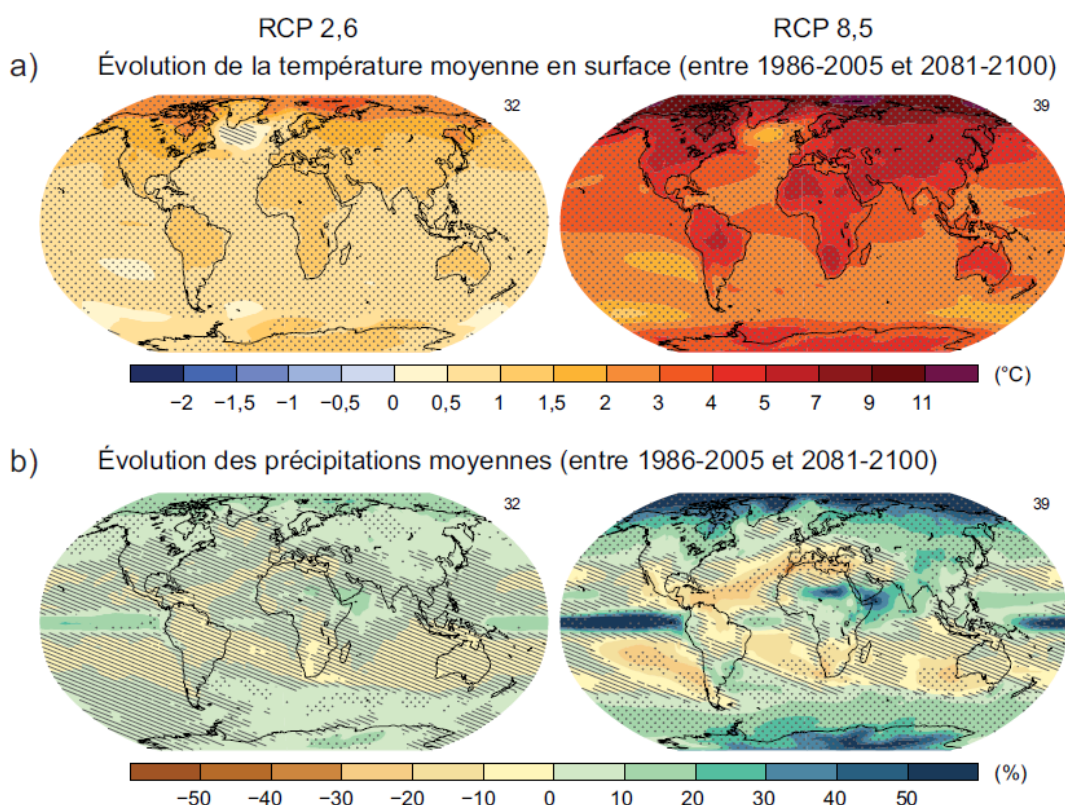 RCP 2,6 RCP 8,5
a) Évolution de la température moyenne en surface (entre 1986-2005 et 2081-2100)
32 39
−2 −1,5 −1 −0,5 0 0,5 1 1,5 2 3 4 5 7 9 11 (°C)
b) Évolution des précipitations moyennes (entre 1986-2005 et 2081-2100)
32 39
−50 −40 −30 −20 −10 0 10 20 30 40 50 (%)